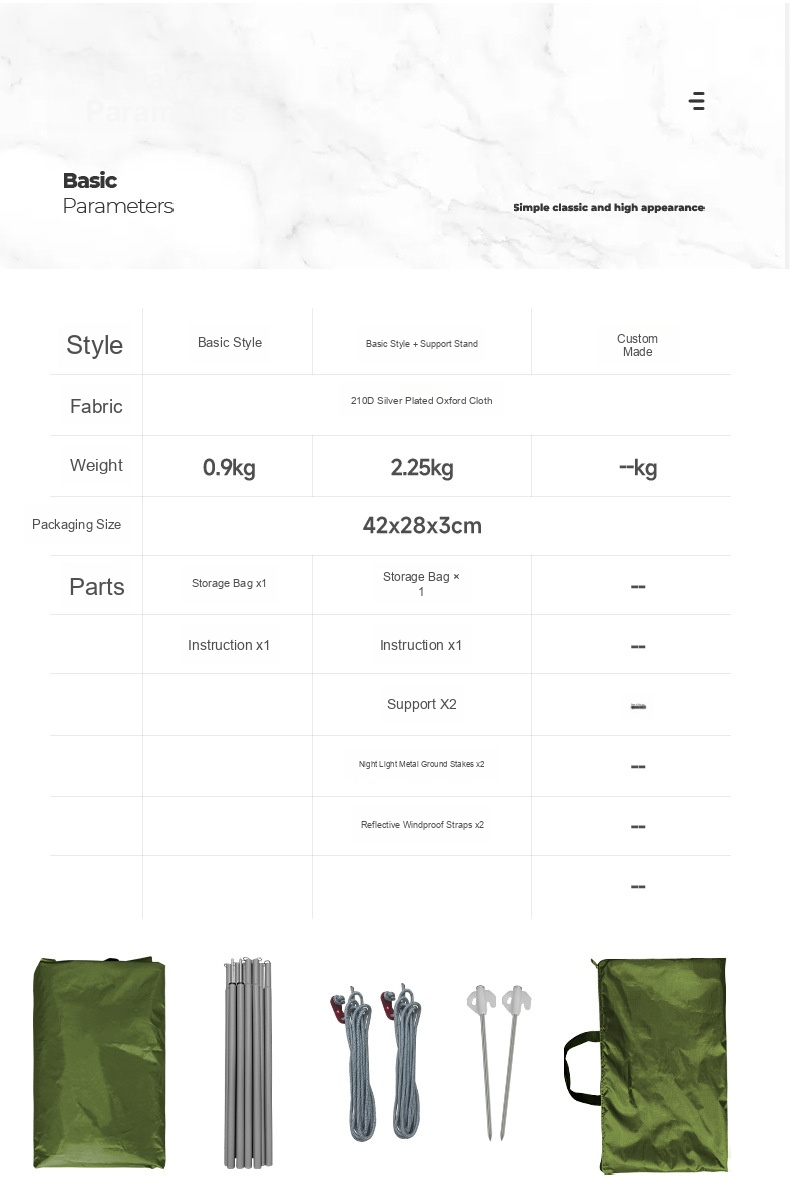 Basic
Parameters
Simple classic and high appearance
Style
Basic Style
Basic Style + Support Stand
Custom
Made
Fabric
210D Silver Plated Oxford Cloth
Weight
0.9kg
2.25kg
--kg
Packaging Size
42x28x3cm
Parts
Storage Bag x1
Storage Bag ×
1
--
Instruction x1
Instruction x1
--
Support X2
Night Light Metal Ground Stakes x2
--
Reflective Windproof Straps x2
--
--